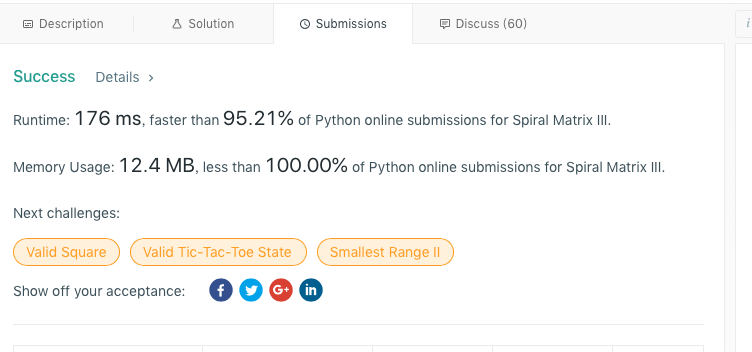 Description Solution Submissions Discuss (60) i
Success Details >
Runtime: 176 ms, faster than 95.21% of Python online submissions for Spiral Matrix III.
Memory Usage: 12.4 MB, less than 100.00% of Python online submissions for Spiral Matrix III.
Next challenges:
Valid Square Valid Tic-Tac-Toe State Smallest Range II
Show off your acceptance: f G+ in